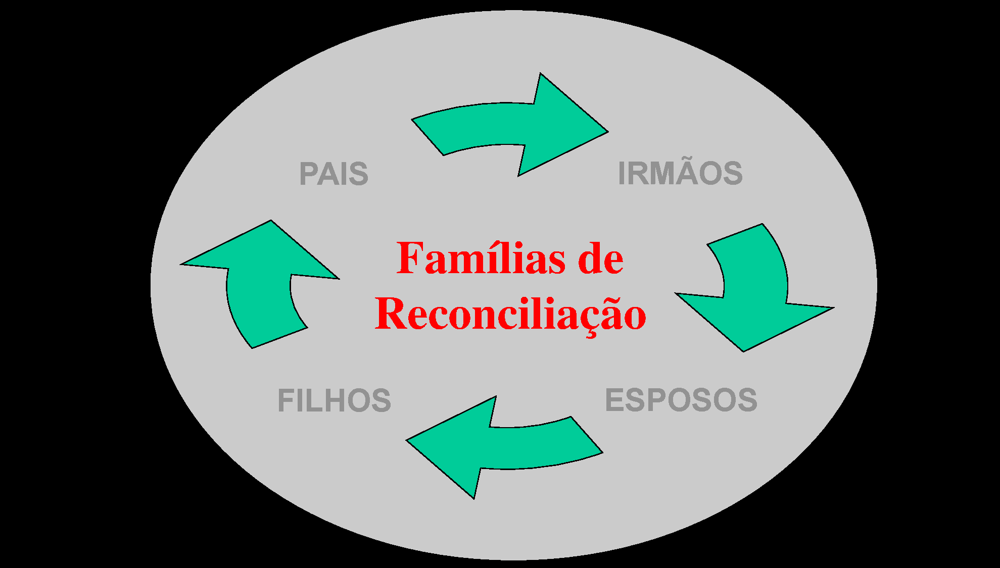 PAIS
IRMÃOS
Famílias de
Reconciliação
FILHOS
ESPOSOS